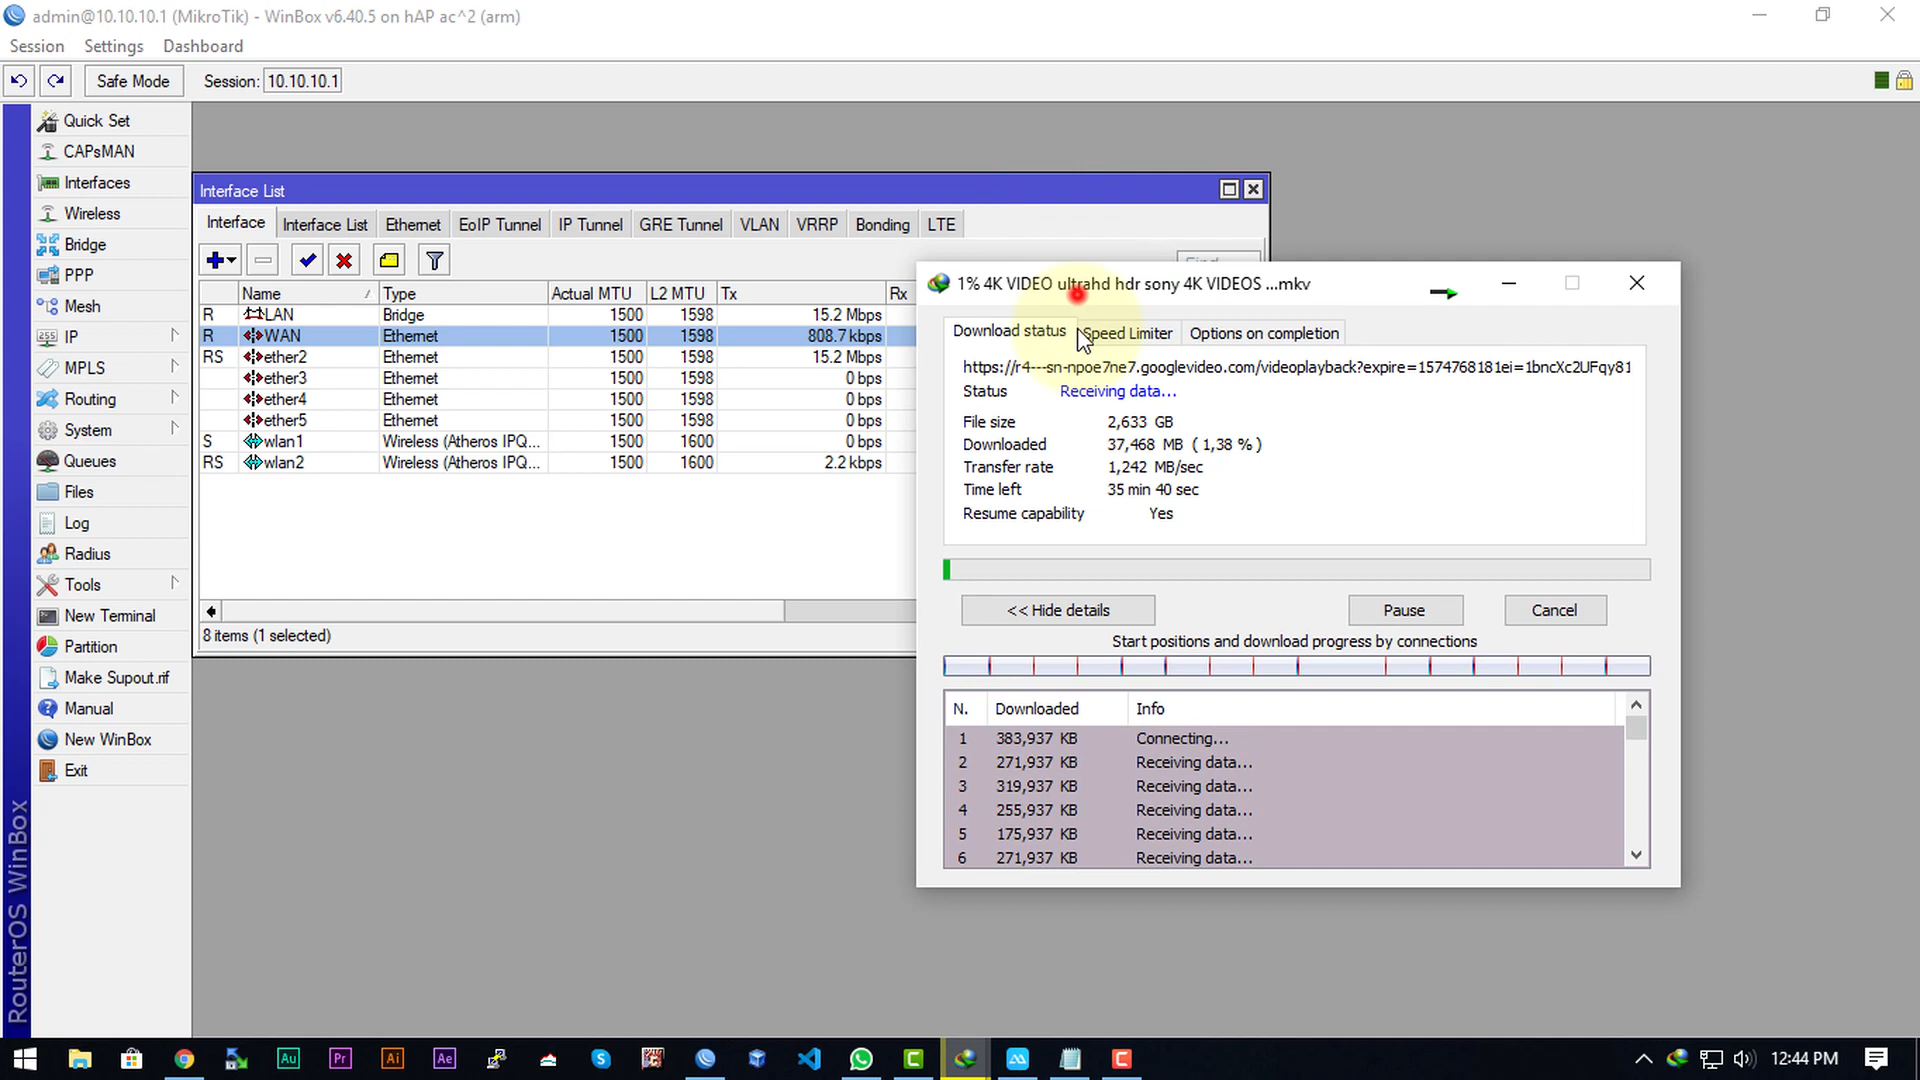 admin@10.10.10.1 (MikroTik) - WinBox v6.40.5 on hAP ac^2 (arm)
Session Settings Dashboard
Safe Mode Session: 10.10.10.1
Quick Set
CAPsMAN
Interfaces
Wireless
Bridge
PPP
Mesh
IP
MPLS
Routing
System
Queues
Files
Log
Radius
Tools
New Terminal
Partition
Make Supout.rif
Manual
New WinBox
Exit
RouterOS WinBox
Interface List
Interface Interface List Ethernet EoIP Tunnel IP Tunnel GRE Tunnel VLAN VRRP Bonding LTE
Find
Name Type Actual MTU L2 MTU Tx Rx
R LAN Bridge 1500 1598 15.2 Mbps
R WAN Ethernet 1500 1598 808.7 kbps
RS ether2 Ethernet 1500 1598 15.2 Mbps
ether3 Ethernet 1500 1598 0 bps
ether4 Ethernet 1500 1598 0 bps
ether5 Ethernet 1500 1598 0 bps
S wlan1 Wireless (Atheros IPQ... 1500 1600 0 bps
RS wlan2 Wireless (Atheros IPQ... 1500 1600 2.2 kbps
8 items (1 selected)
1% 4K VIDEO ultrahd hdr sony 4K VIDEOS ...mkv
Download status Speed Limiter Options on completion
https://r4---sn-npoe7ne7.googlevideo.com/videoplayback?expire=1574768181ei=1bncXc2UFqy81
Status Receiving data...
File size 2,633 GB
Downloaded 37,468 MB ( 1,38 % )
Transfer rate 1,242 MB/sec
Time left 35 min 40 sec
Resume capability Yes
<< Hide details Pause Cancel
Start positions and download progress by connections
N. Downloaded Info
1 383,937 KB Connecting...
2 271,937 KB Receiving data...
3 319,937 KB Receiving data...
4 255,937 KB Receiving data...
5 175,937 KB Receiving data...
6 271,937 KB Receiving data...
Au Pr Ai Ae
12:44 PM